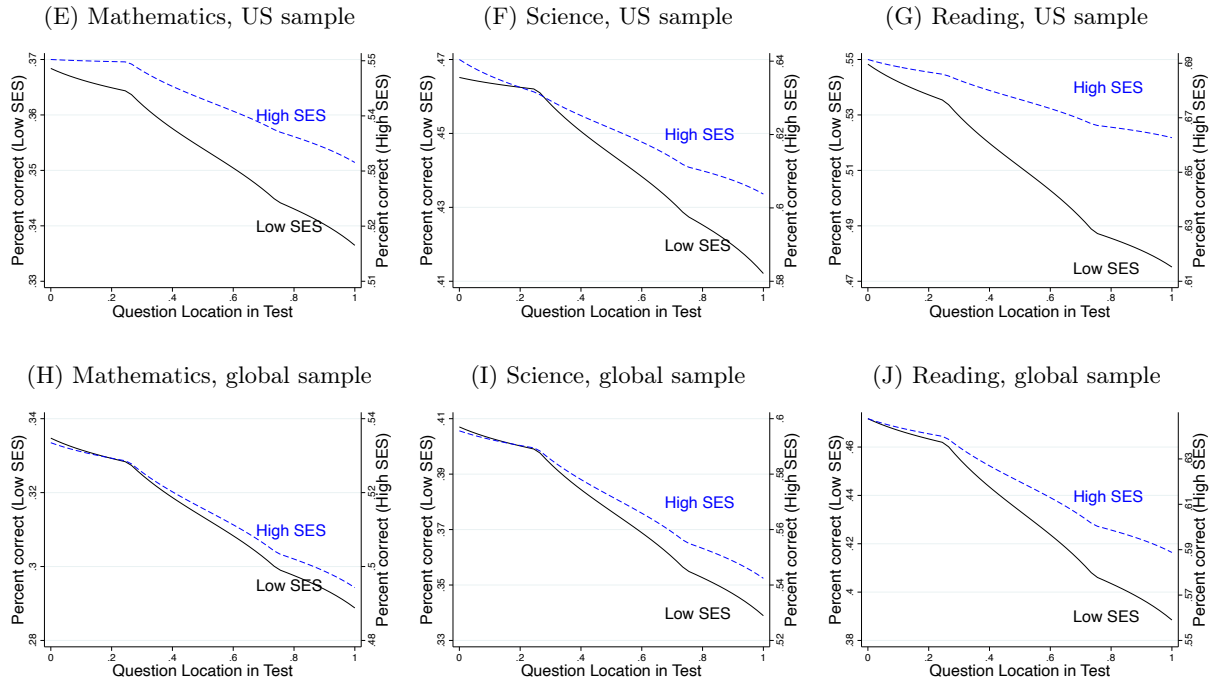 (E) Mathematics, US sample
Percent correct (Low SES)
.33 .34 .35 .36 .37
.51 .52 .53 .54 .55
Percent correct (High SES)
High SES
Low SES
0 .2 .4 .6 .8 1
Question Location in Test
(F) Science, US sample
Percent correct (Low SES)
.41 .43 .45 .47
.58 .6 .62 .64
Percent correct (High SES)
High SES
Low SES
0 .2 .4 .6 .8 1
Question Location in Test
(G) Reading, US sample
Percent correct (Low SES)
.47 .49 .51 .53 .55
.61 .63 .65 .67 .69
Percent correct (High SES)
High SES
Low SES
0 .2 .4 .6 .8 1
Question Location in Test
(H) Mathematics, global sample
Percent correct (Low SES)
.28 .3 .32 .34
.48 .5 .52 .54
Percent correct (High SES)
High SES
Low SES
0 .2 .4 .6 .8 1
Question Location in Test
(I) Science, global sample
Percent correct (Low SES)
.33 .35 .37 .39 .41
.52 .54 .56 .58 .6
Percent correct (High SES)
High SES
Low SES
0 .2 .4 .6 .8 1
Question Location in Test
(J) Reading, global sample
Percent correct (Low SES)
.38 .4 .42 .44 .46
.55 .57 .59 .61 .63
Percent correct (High SES)
High SES
Low SES
0 .2 .4 .6 .8 1
Question Location in Test